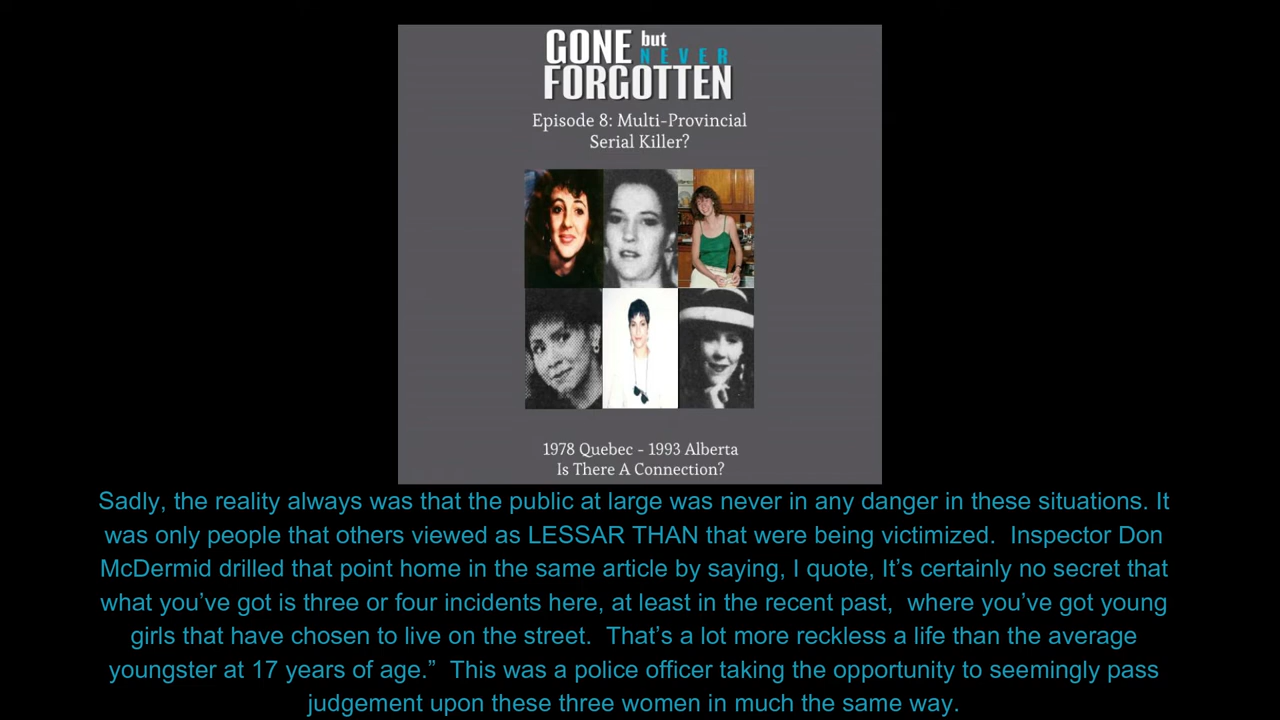 GONE but
NEVER
FORGOTTEN
Episode 8: Multi-Provincial
Serial Killer?
1978 Quebec - 1993 Alberta
Is There A Connection?
Sadly, the reality always was that the public at large was never in any danger in these situations. It
was only people that others viewed as LESSAR THAN that were being victimized.  Inspector Don
McDermid drilled that point home in the same article by saying, I quote, It’s certainly no secret that
what you’ve got is three or four incidents here, at least in the recent past,  where you’ve got young
girls that have chosen to live on the street.  That’s a lot more reckless a life than the average
youngster at 17 years of age.”  This was a police officer taking the opportunity to seemingly pass
judgement upon these three women in much the same way.